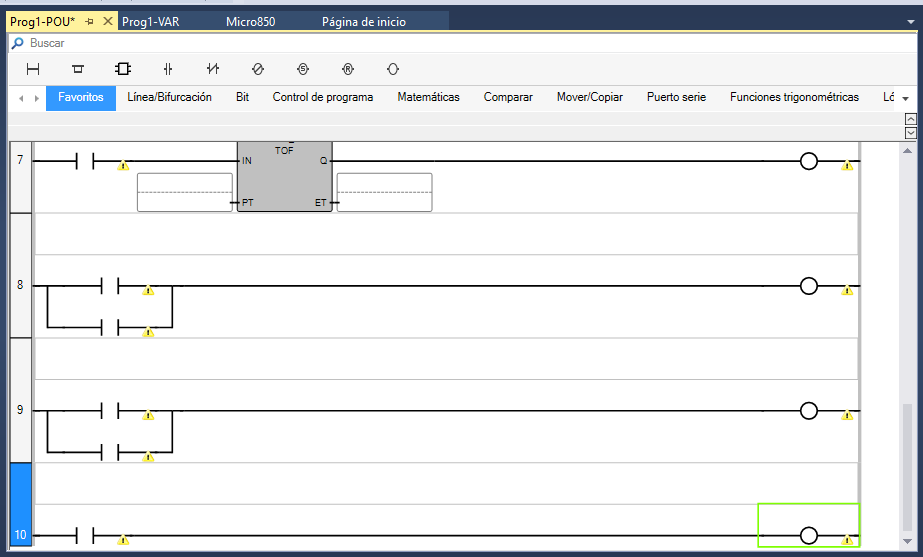 Prog1-POU* Prog1-VAR Micro850 Página de inicio
Buscar
Favoritos Línea/Bifurcación Bit Control de programa Matemáticas Comparar Mover/Copiar Puerto serie Funciones trigonométricas Ló
TOF
7 IN Q
PT ET
8
9
10